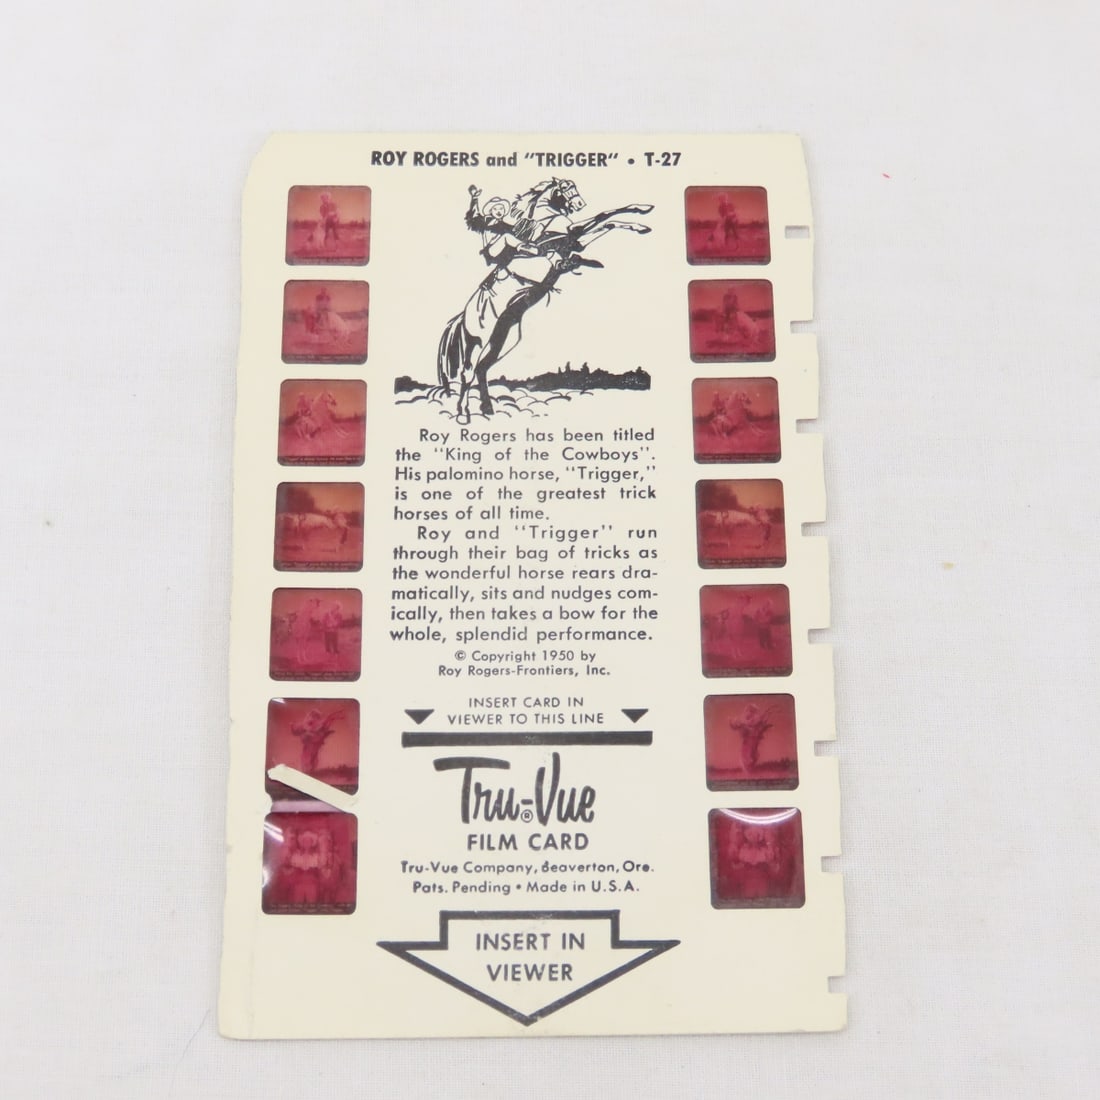 ROY ROGERS and "TRIGGER" • T-27
Roy Rogers has been titled
the "King of the Cowboys".
His palomino horse, "Trigger,"
is one of the greatest trick
horses of all time.
Roy and "Trigger" run
through their bag of tricks as
the wonderful horse rears dra-
matically, sits and nudges com-
ically, then takes a bow for the
whole, splendid performance.
© Copyright 1950 by
Roy Rogers-Frontiers, Inc.
INSERT CARD IN
VIEWER TO THIS LINE
Tru-Vue ®
FILM CARD
Tru-Vue Company, Beaverton, Ore.
Pats. Pending • Made in U.S.A.
INSERT IN
VIEWER